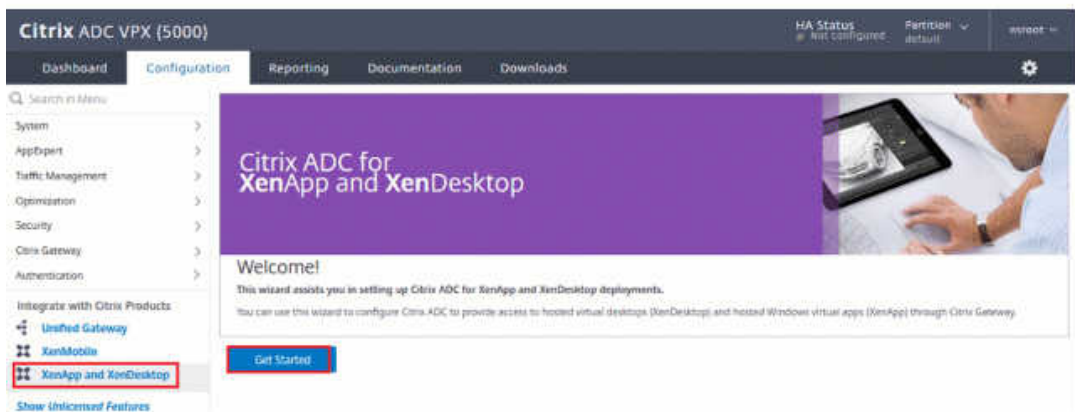 Citrix ADC VPX (5000)
HA Status
Not configured
Partition
default
nsroot
Dashboard
Configuration
Reporting
Documentation
Downloads
Search in Menu
System
AppExpert
Traffic Management
Optimization
Security
Citrix Gateway
Authentication
Integrate with Citrix Products
Unified Gateway
XenMobile
XenApp and XenDesktop
Show Unlicensed Features
Citrix ADC for
XenApp and XenDesktop
Welcome!
This wizard assists you in setting up Citrix ADC for XenApp and XenDesktop deployments.
You can use this wizard to configure Citrix ADC to provide access to hosted virtual desktops (XenDesktop) and hosted Windows virtual apps (XenApp) through Citrix Gateway.
Get Started